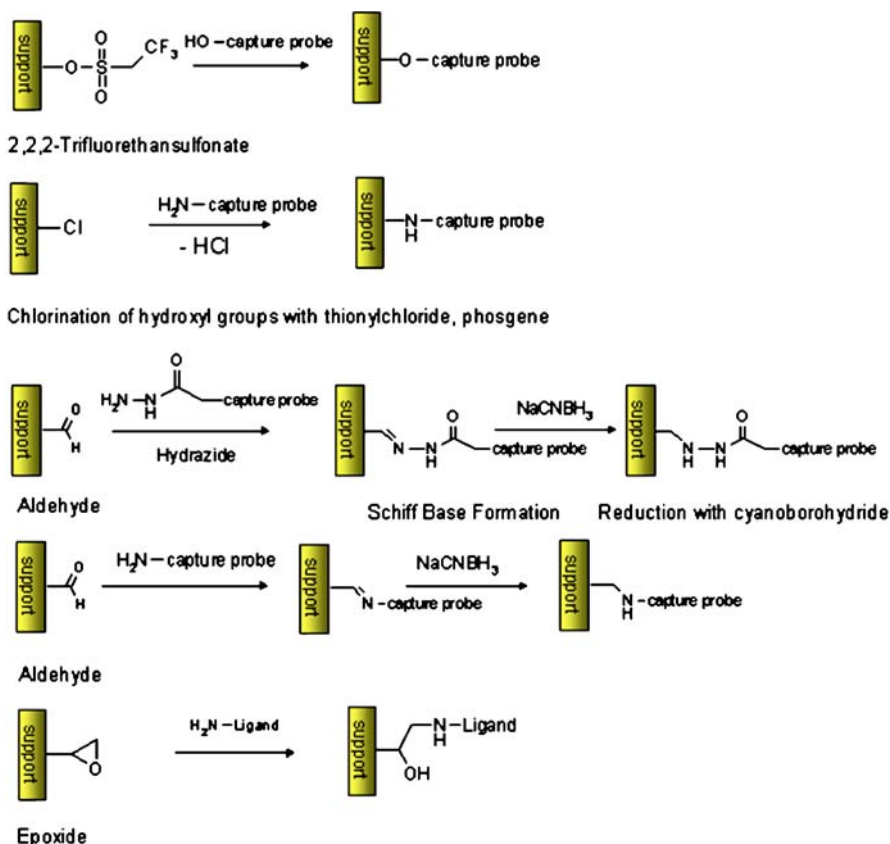 support O O S O CF3 HO – capture probe support O – capture probe
2,2,2-Trifluorethansulfonate
support Cl H2N – capture probe support N H – capture probe
- HCl
Chlorination of hydroxyl groups with thionylchloride, phosgene
support O H H2N N H O capture probe support N N H O capture probe NaCNBH3 support N H N H O capture probe
Hydrazide
Aldehyde
Schiff Base Formation Reduction with cyanoborohydride
support O H H2N – capture probe support N – capture probe NaCNBH3 support N H – capture probe
Aldehyde
support O H2N – Ligand support N H – Ligand
OH
Epoxide